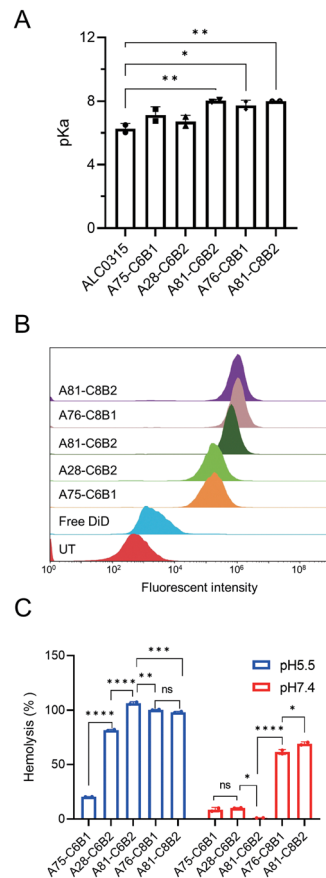 A
* *
*
* *
12
8
4
0
pKa
ALC0315
A75-C6B1
A28-C6B2
A81-C6B2
A76-C8B1
A81-C8B2
B
A81-C8B2
A76-C8B1
A81-C6B2
A28-C6B2
A75-C6B1
Free DiD
UT
10⁰ 10² 10⁴ 10⁶ 10⁸
Fluorescent intensity
C
150
100
50
0
Hemolysis (%)
****
****
***
**
ns
pH5.5
pH7.4
ns
*
****
*
A75-C6B1
A28-C6B2
A81-C6B2
A76-C8B1
A81-C8B2
A75-C6B1
A28-C6B2
A81-C6B2
A76-C8B1
A81-C8B2